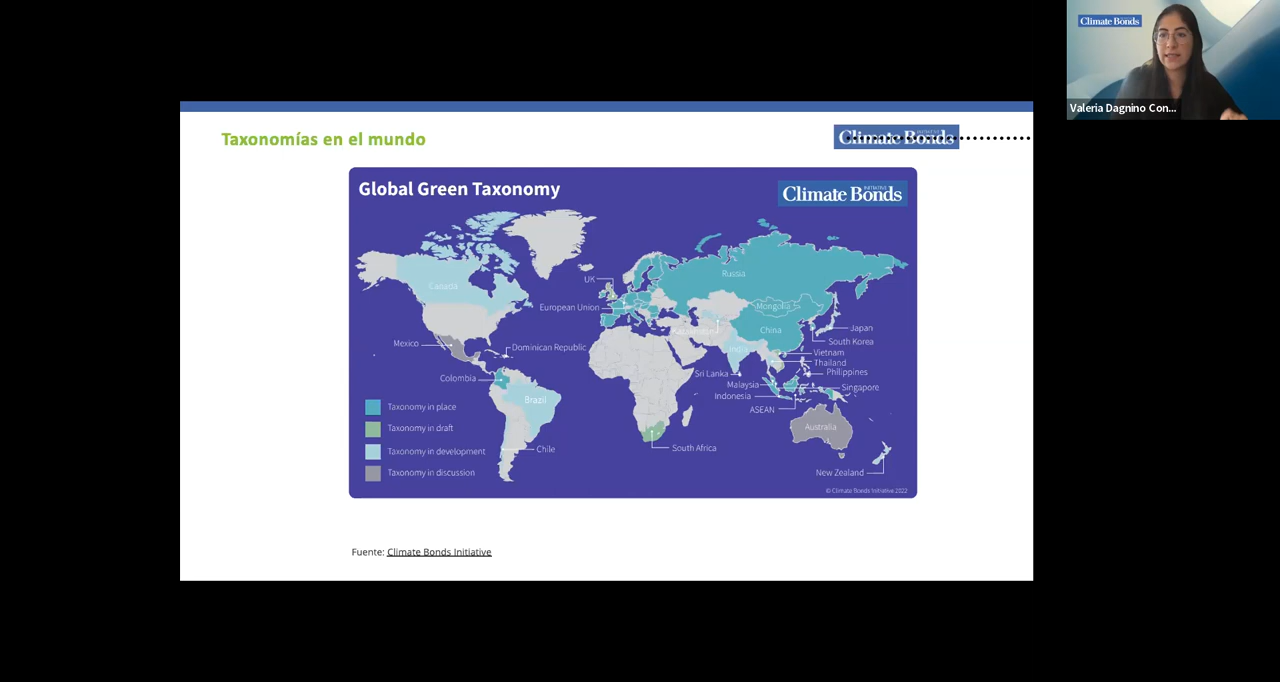 Climate Bonds
Valeria Dagnino Con...
Taxonomías en el mundo
Climate Bonds
Global Green Taxonomy
Climate Bonds
INITIATIVE
Canada
UK
European Union
Russia
Mongolia
Kazakhstan
China
Japan
South Korea
Mexico
Dominican Republic
India
Vietnam
Thailand
Philippines
Colombia
Sri Lanka
Malaysia
Singapore
Indonesia
ASEAN
Brazil
Taxonomy in place
Taxonomy in draft
Australia
Taxonomy in development
Chile
South Africa
Taxonomy in discussion
New Zealand
© Climate Bonds Initiative 2022
Fuente: Climate Bonds Initiative